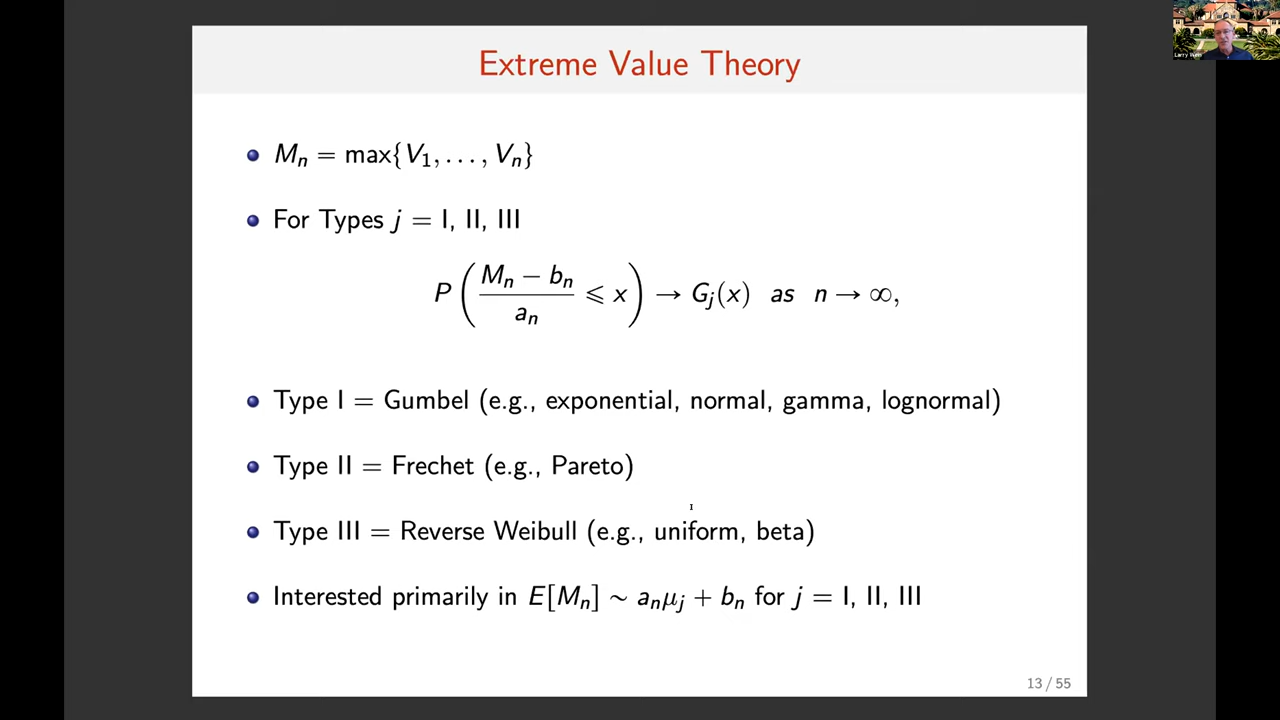 Extreme Value Theory
M_n = max{V_1, . . . , V_n}
For Types j = I, II, III
P ( (M_n − b_n) / a_n ⩽ x ) → G_j(x) as n → ∞,
Type I = Gumbel (e.g., exponential, normal, gamma, lognormal)
Type II = Frechet (e.g., Pareto)
Type III = Reverse Weibull (e.g., uniform, beta)
Interested primarily in E[M_n] ∼ a_nμ_j + b_n for j = I, II, III
13 / 55